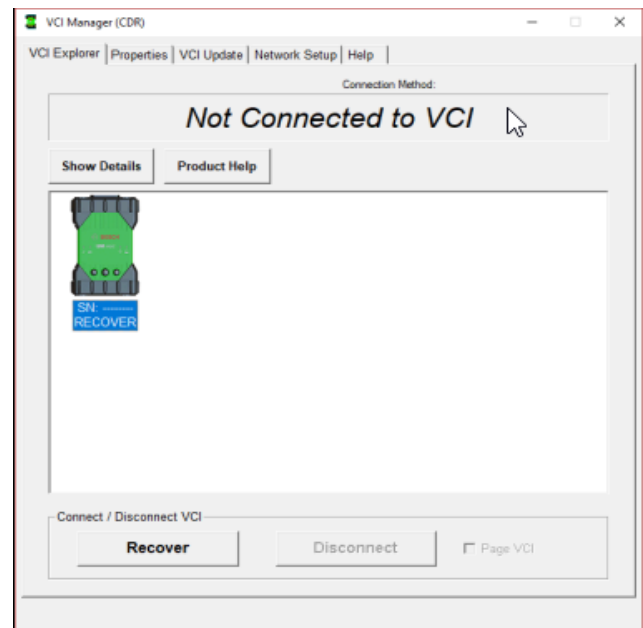 VCI Manager (CDR)
VCI Explorer Properties VCI Update Network Setup Help
Connection Method:
Not Connected to VCI
Show Details Product Help
BOSCH
SN: --------
RECOVER
Connect / Disconnect VCI
Recover Disconnect Page VCI